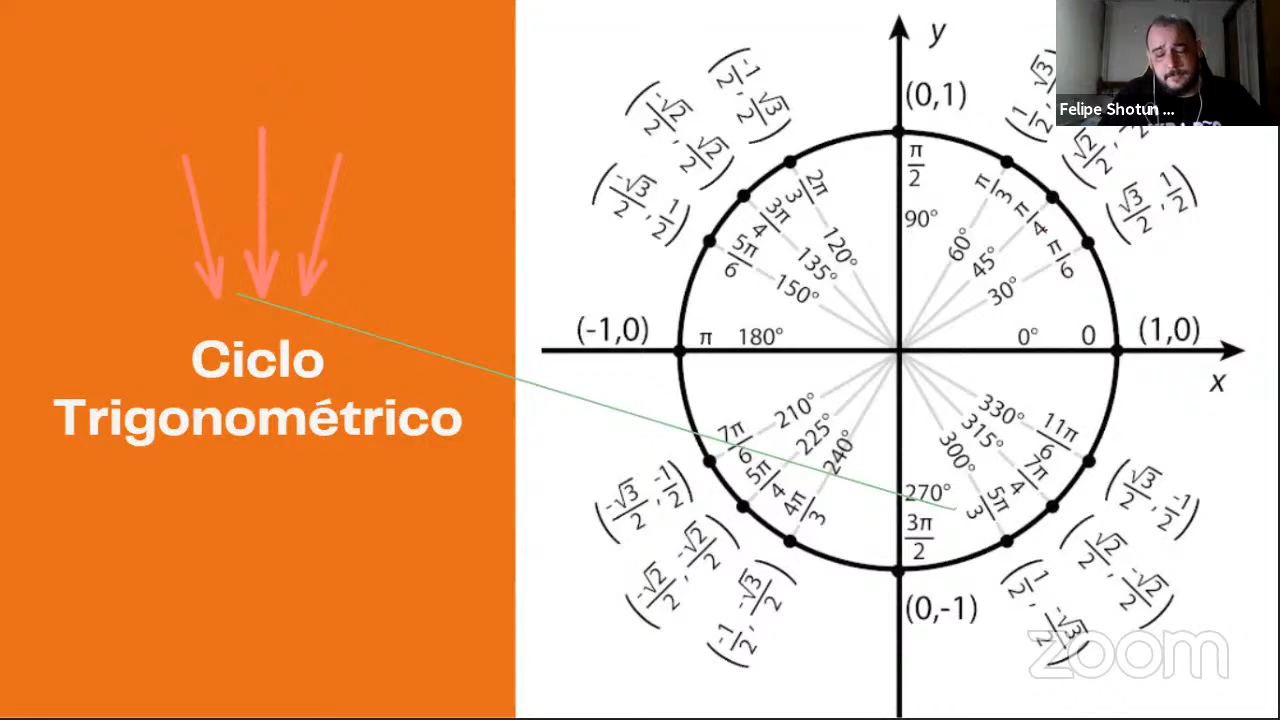 Ciclo
Trigonométrico
y
(0,1)
Felipe Shotun ...
(-1/2, √3/2)
(-√2/2, √2/2)
(-√3/2, 1/2)
(√3/2, 1/2)
π/2
90°
2π/3
120°
3π/4
135°
5π/6
150°
π/3
60°
π/4
45°
π/6
30°
(-1,0)
π
180°
0°
0
(1,0)
x
210°
7π/6
225°
5π/4
240°
4π/3
270°
3π/2
300°
5π/3
315°
7π/4
330°
11π/6
(-√3/2, -1/2)
(-√2/2, -√2/2)
(-1/2, -√3/2)
(0,-1)
(√3/2, -1/2)
(√2/2, -√2/2)
(1/2, -√3/2)
zoom